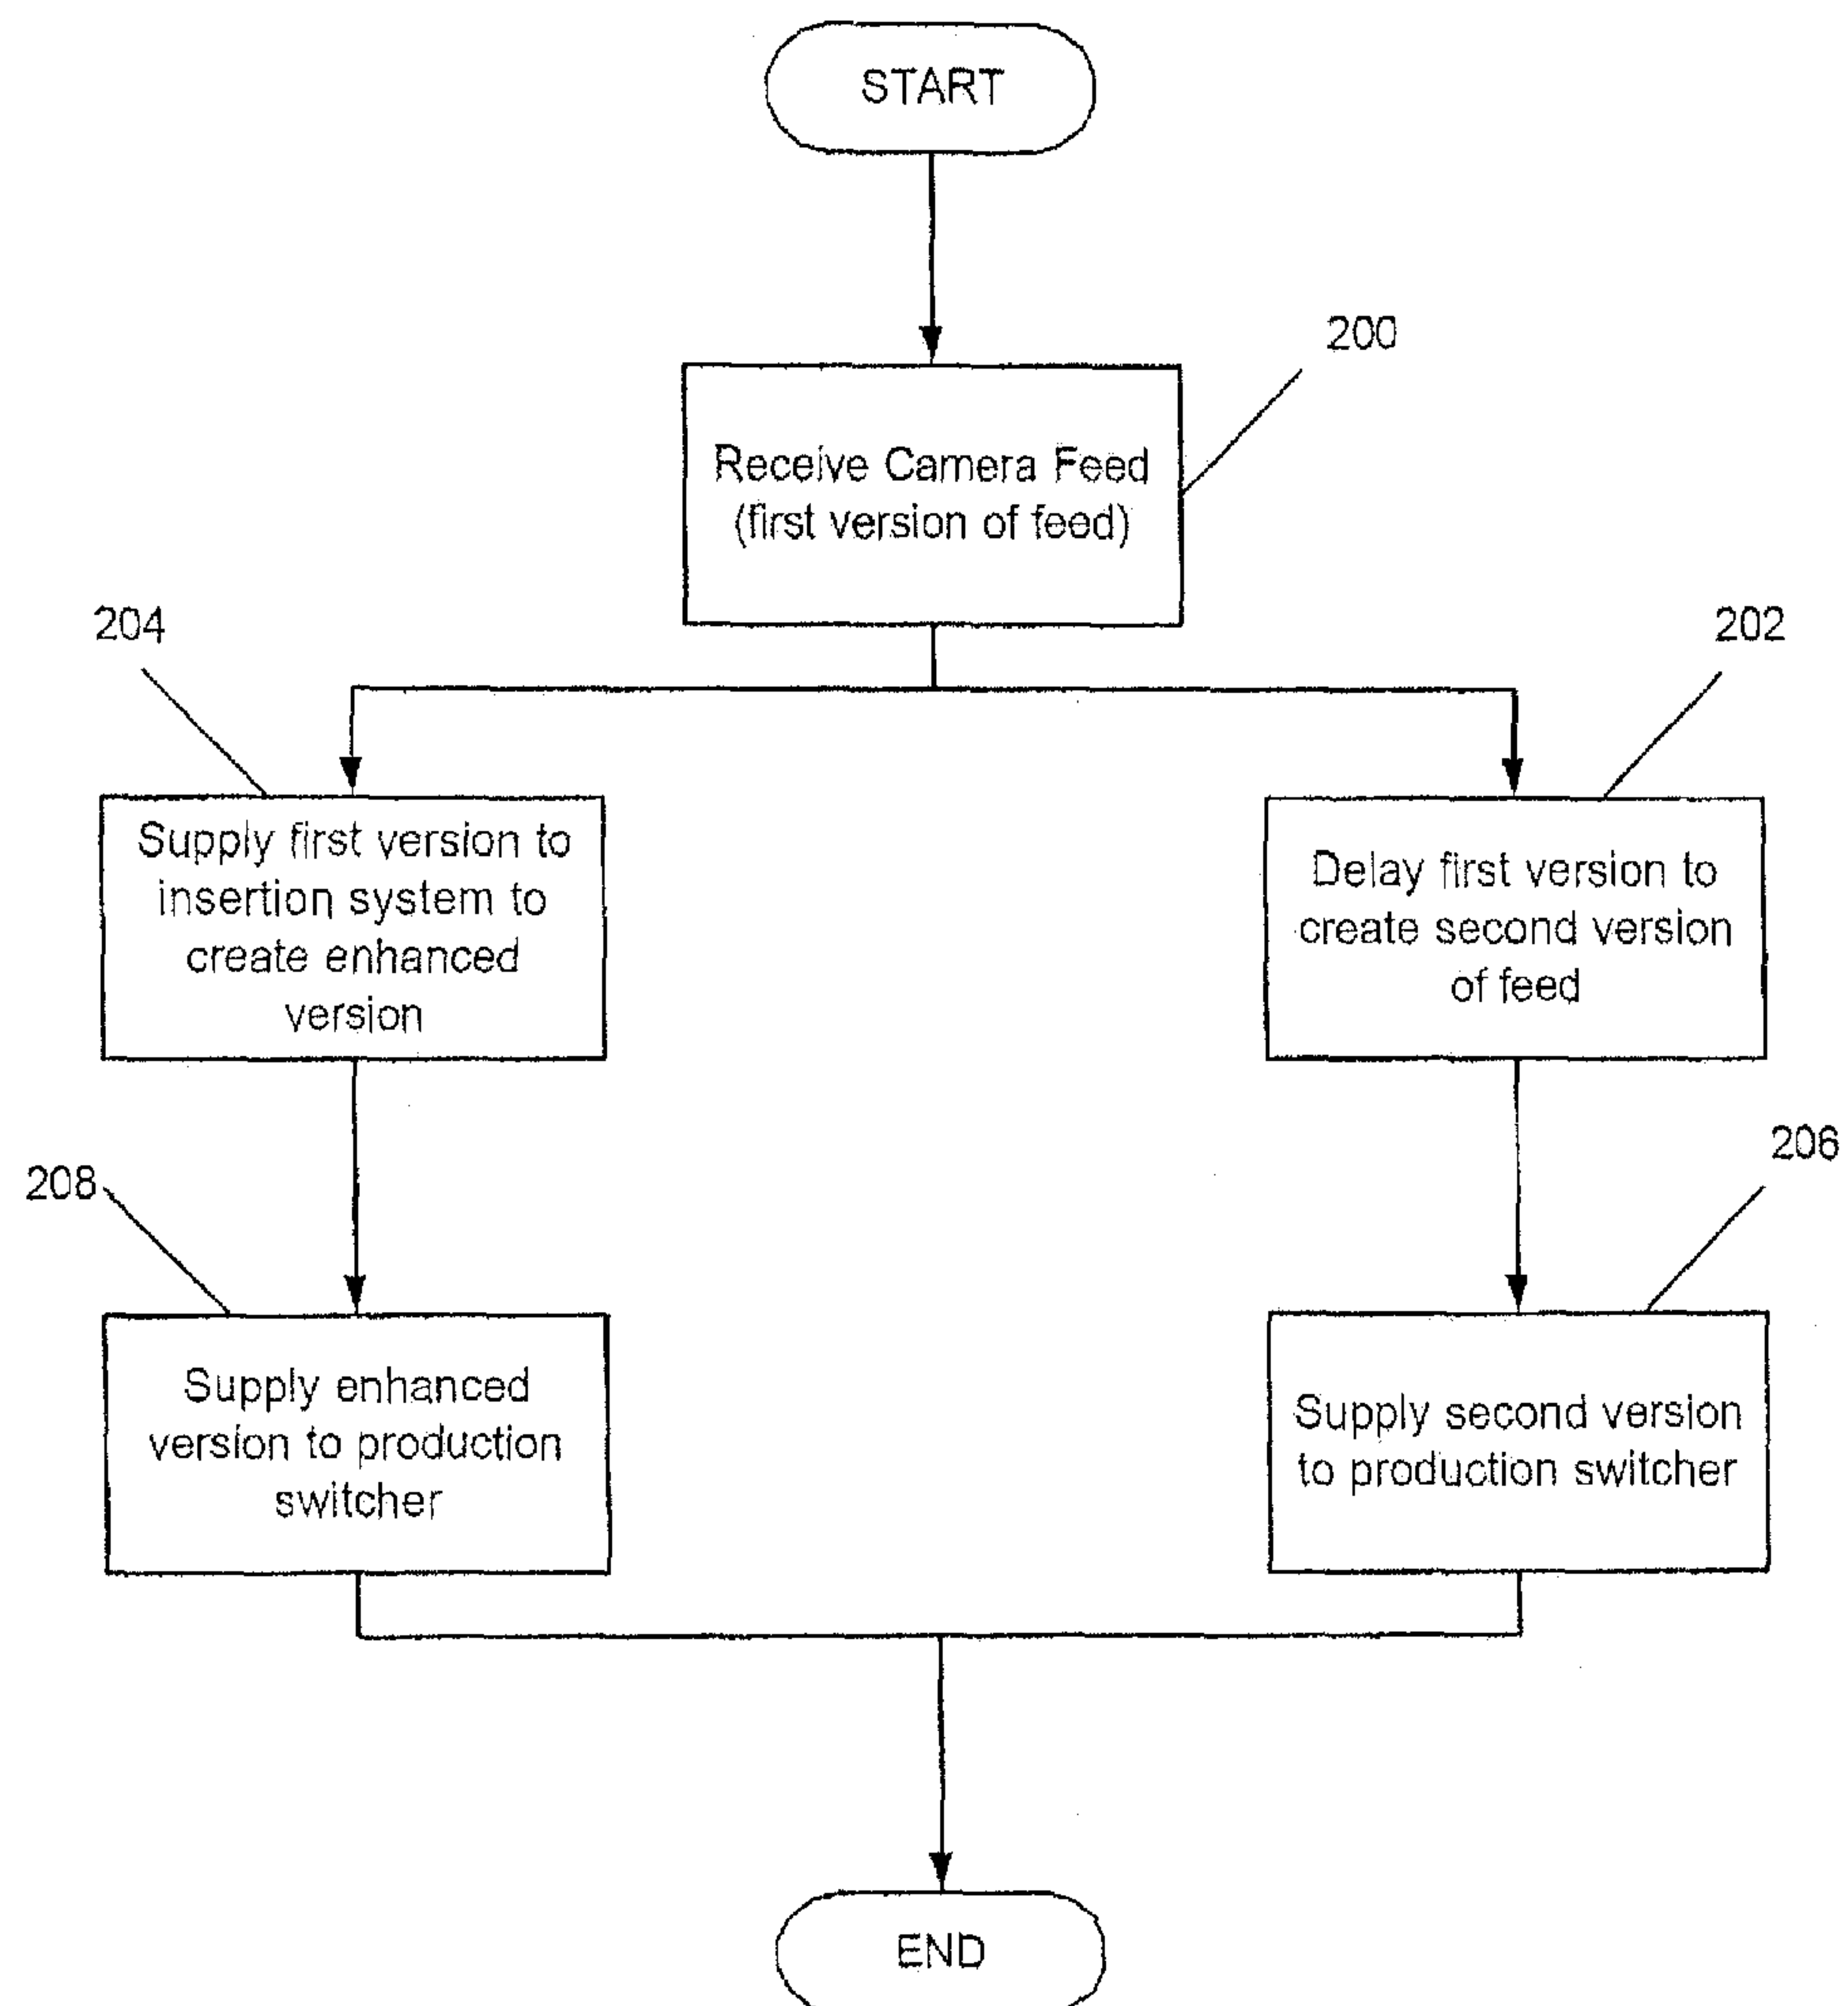 START
200
Receive Camera Feed
(first version of feed)
204
202
Supply first version to
insertion system to
create enhanced
version
Delay first version to
create second version
of feed
208
206
Supply enhanced
version to production
switcher
Supply second version
to production switcher
END